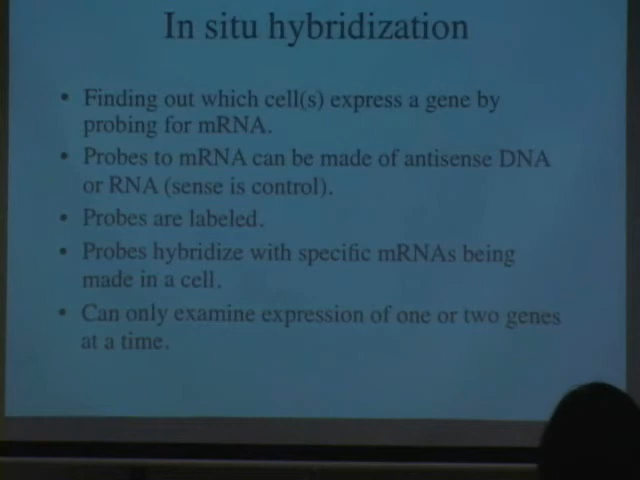 In situ hybridization
• Finding out which cell(s) express a gene by
probing for mRNA.
• Probes to mRNA can be made of antisense DNA
or RNA (sense is control).
• Probes are labeled.
• Probes hybridize with specific mRNAs being
made in a cell.
• Can only examine expression of one or two genes
at a time.